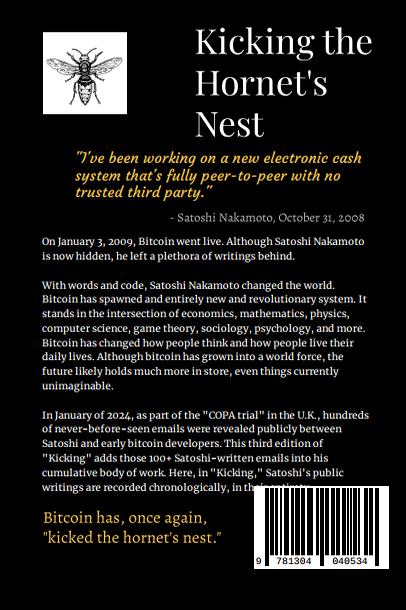 Kicking the
Hornet's
Nest
"I've been working on a new electronic cash
system that's fully peer-to-peer with no
trusted third party."
- Satoshi Nakamoto, October 31, 2008
On January 3, 2009, Bitcoin went live. Although Satoshi Nakamoto
is now hidden, he left a plethora of writings behind.
With words and code, Satoshi Nakamoto changed the world.
Bitcoin has spawned and entirely new and revolutionary system. It
stands in the intersection of economics, mathematics, physics,
computer science, game theory, sociology, psychology, and more.
Bitcoin has changed how people think and how people live their
daily lives. Although bitcoin has grown into a world force, the
future likely holds much more in store, even things currently
unimaginable.
In January of 2024, as part of the "COPA trial" in the U.K., hundreds
of never-before-seen emails were revealed publicly between
Satoshi and early bitcoin developers. This third edition of
"Kicking" adds those 100+ Satoshi-written emails into his
cumulative body of work. Here, in "Kicking," Satoshi's public
writings are recorded chronologically, in
Bitcoin has, once again,
"kicked the hornet's nest."
9 781304 040534